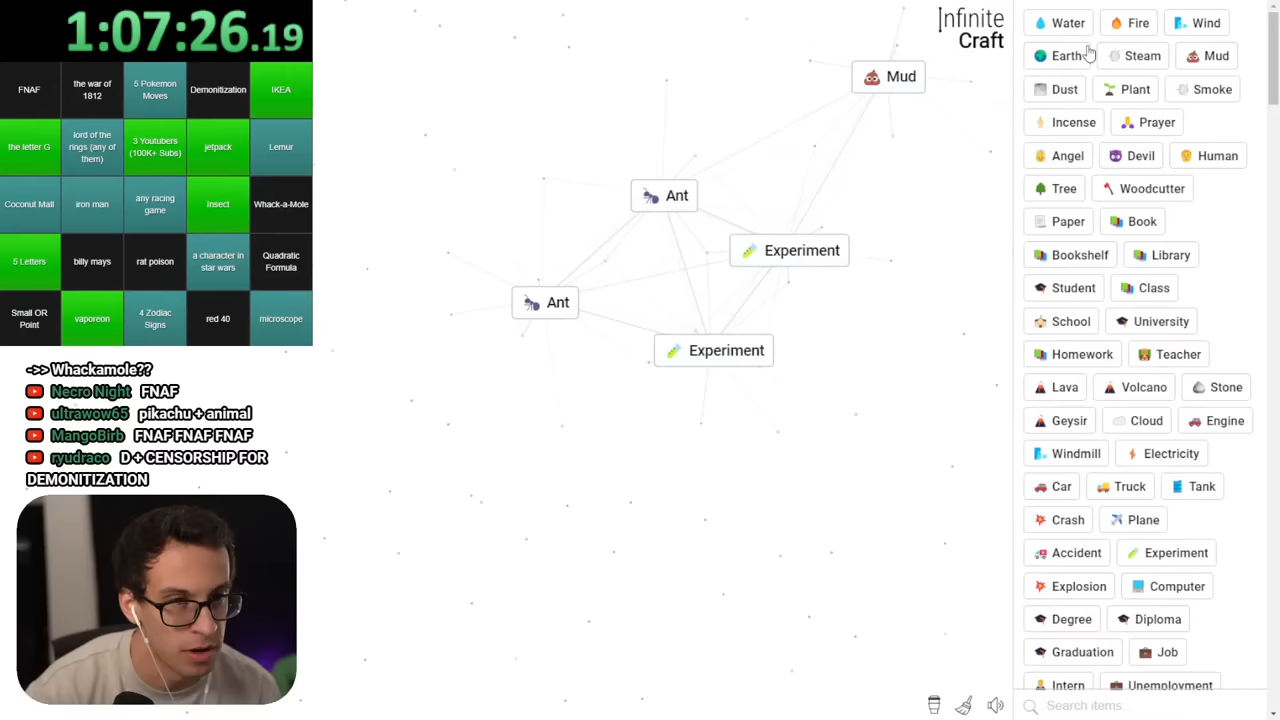 1:07:26.19
FNAF
the war of
1812
5 Pokemon
Moves
Demonitization
IKEA
the letter G
lord of the
rings (any of
them)
3 Youtubers
(100K+ Subs)
jetpack
Lemur
Coconut Mall
iron man
any racing
game
Insect
Whack-a-Mole
5 Letters
billy mays
rat poison
a character in
star wars
Quadratic
Formula
Small OR
Point
vaporeon
4 Zodiac
Signs
red 40
microscope
->> Whackamole??
Necro Night FNAF
ultrawow65 pikachu + animal
MangoBirb FNAF FNAF FNAF
ryudraco D + CENSORSHIP FOR
DEMONITIZATION
Infinite
Craft
Mud
Ant
Experiment
Ant
Experiment
Water Fire Wind
Earth Steam Mud
Dust Plant Smoke
Incense Prayer
Angel Devil Human
Tree Woodcutter
Paper Book
Bookshelf Library
Student Class
School University
Homework Teacher
Lava Volcano Stone
Geysir Cloud Engine
Windmill Electricity
Car Truck Tank
Crash Plane
Accident Experiment
Explosion Computer
Degree Diploma
Graduation Job
Intern Unemployment
Search items...